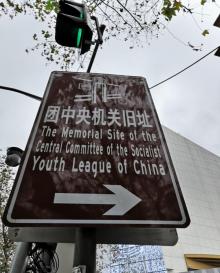 团中央机关旧址
The Memorial Site of the
Central Committee of the Socialist
Youth League of China